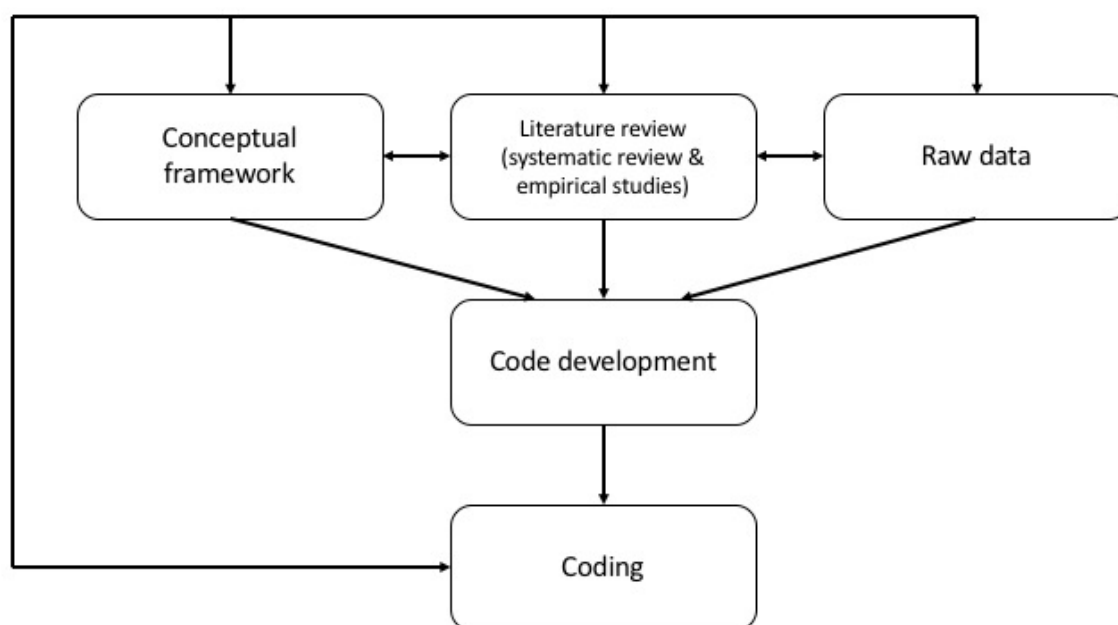 Conceptual
framework
Literature review
(systematic review &
empirical studies)
Raw data
Code development
Coding